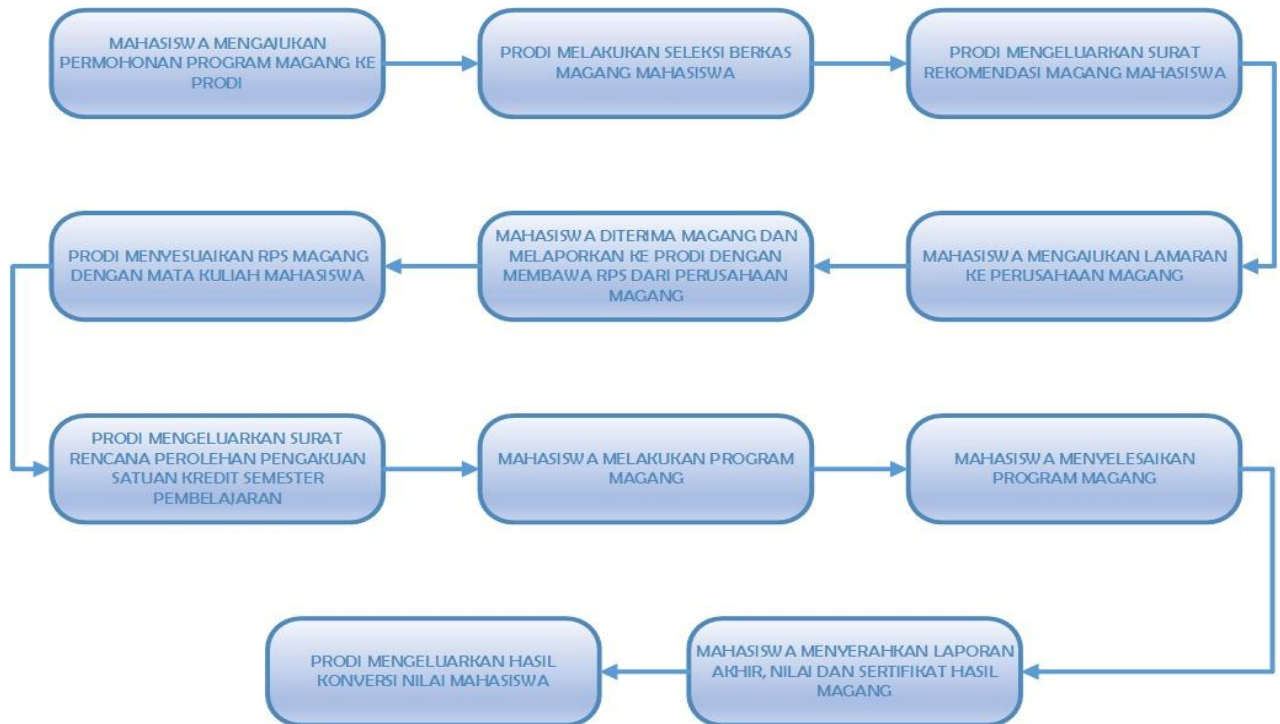 MAHASISWA MENGAJUKAN
PERMOHONAN PROGRAM MAGANG KE
PRODI
PRODI MELAKUKAN SELEKSI BERKAS
MAGANG MAHASISWA
PRODI MENGELUARKAN SURAT
REKOMENDASI MAGANG MAHASISWA
MAHASISWA MENGAJUKAN LAMARAN
KE PERUSAHAAN MAGANG
MAHASISWA DITERIMA MAGANG DAN
MELAPORKAN KE PRODI DENGAN
MEMBAWA RPS DARI PERUSAHAAN
MAGANG
PRODI MENYESUAIKAN RPS MAGANG
DENGAN MATA KULIAH MAHASISWA
PRODI MENGELUARKAN SURAT
RENCANA PEROLEHAN PENGAKUAN
SATUAN KREDIT SEMESTER
PEMBELAJARAN
MAHASISWA MELAKUKAN PROGRAM
MAGANG
MAHASISWA MENYELESAIKAN
PROGRAM MAGANG
MAHASISWA MENYERAHKAN LAPORAN
AKHIR, NILAI DAN SERTIFIKAT HASIL
MAGANG
PRODI MENGELUARKAN HASIL
KONVERSI NILAI MAHASISWA